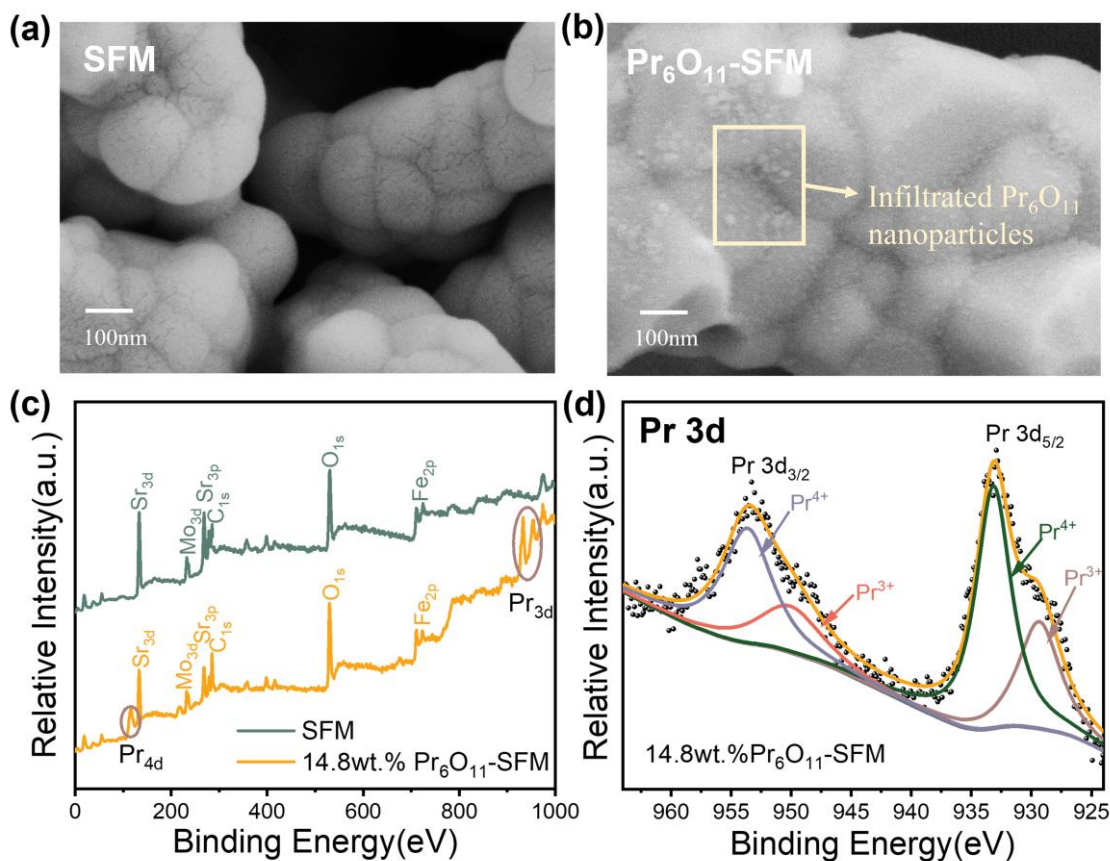 (a)
SFM
100nm
(b)
Pr₆O₁₁-SFM
Infiltrated Pr₆O₁₁
nanoparticles
100nm
(c)
Relative Intensity(a.u.)
Sr₃d
Mo₃d
Sr₃p
C₁s
O₁s
Fe₂p
Sr₃d
Mo₃d
Sr₃p
C₁s
O₁s
Fe₂p
Pr₃d
Pr₄d
SFM
14.8wt.% Pr₆O₁₁-SFM
0 200 400 600 800 1000
Binding Energy(eV)
(d)
Relative Intensity(a.u.)
Pr 3d
Pr 3d₃/₂
Pr 3d₅/₂
Pr⁴⁺
Pr³⁺
Pr⁴⁺
Pr³⁺
14.8wt.%Pr₆O₁₁-SFM
960 955 950 945 940 935 930 925
Binding Energy(eV)